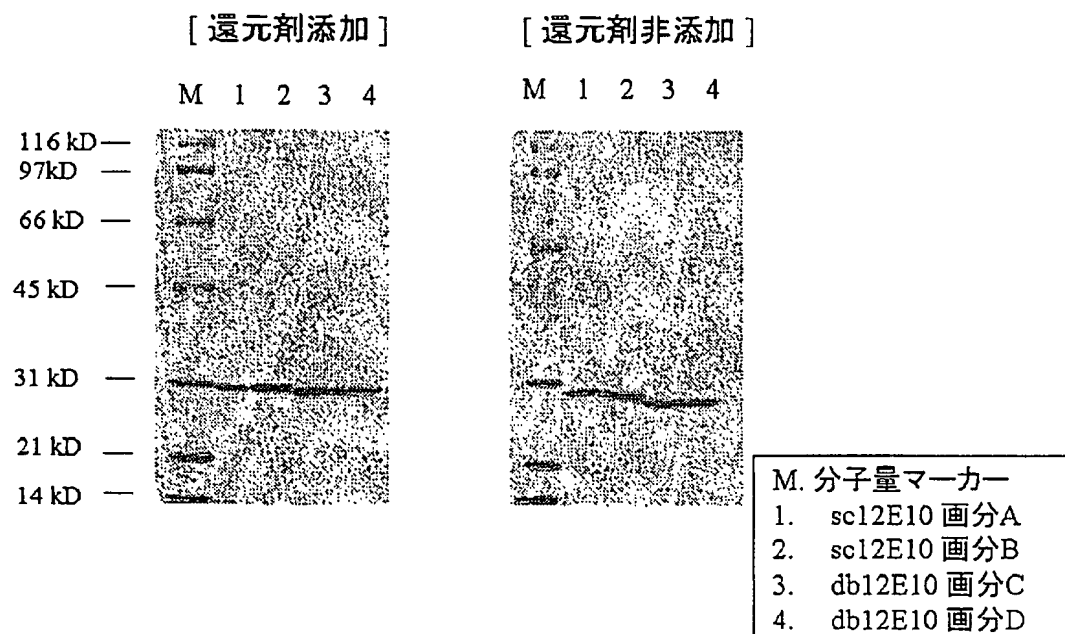 [ 還元剤添加 ]
[ 還元剤非添加 ]
M 1 2 3 4
M 1 2 3 4
116 kD
97kD
66 kD
45 kD
31 kD
21 kD
14 kD
M. 分子量マーカー
1. sc12E10 画分A
2. sc12E10 画分B
3. db12E10 画分C
4. db12E10 画分D